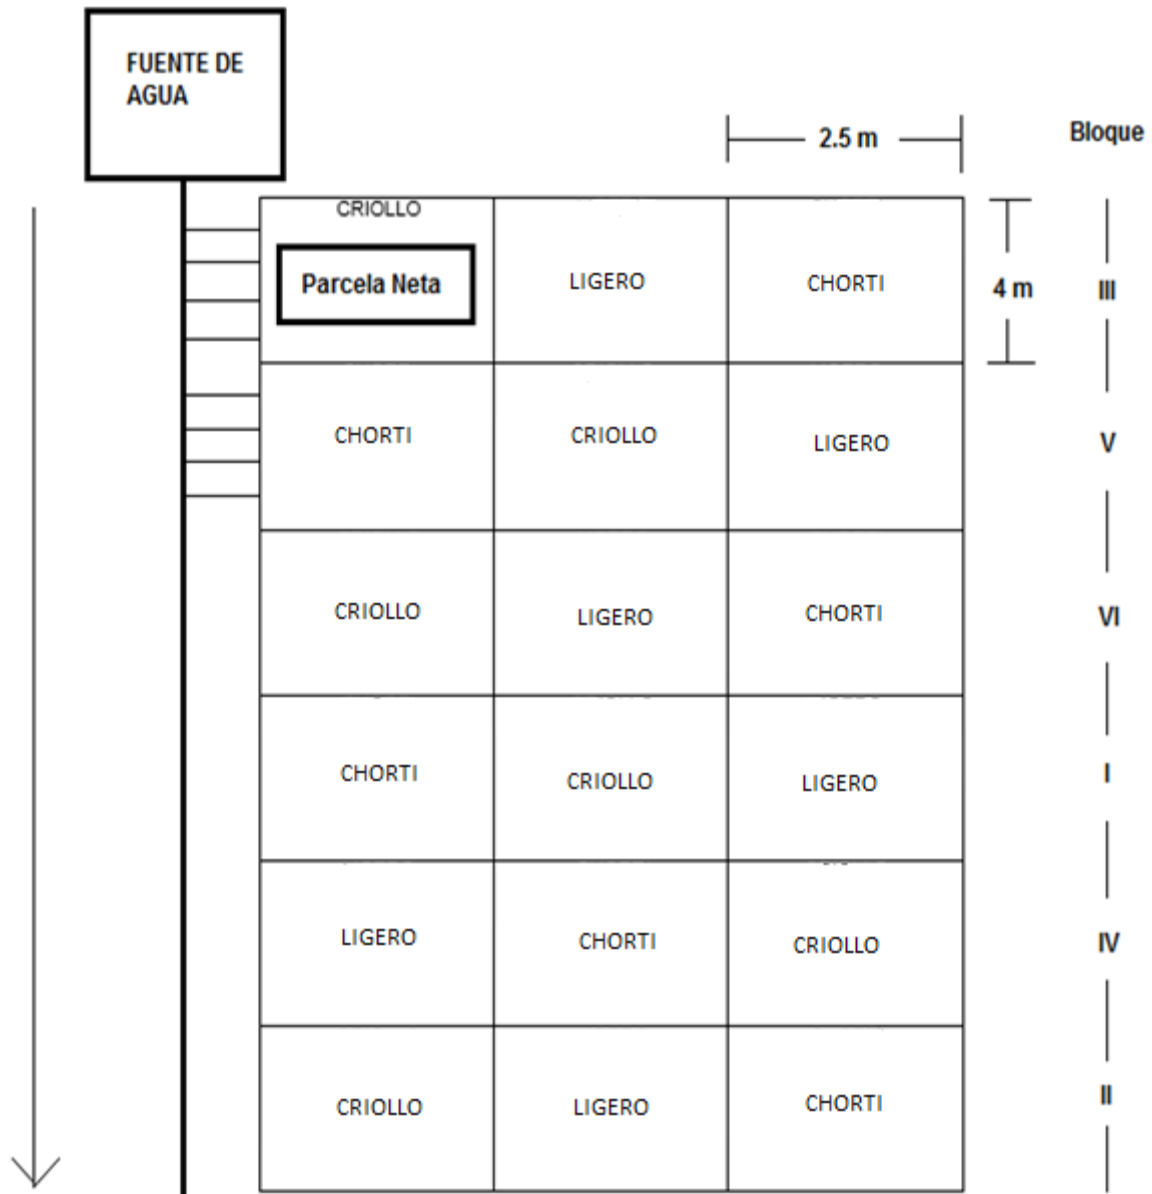 FUENTE DE
AGUA
2.5 m
Bloque
CRIOLLO
Parcela Neta
LIGERO
CHORTI
4 m
III
CHORTI
CRIOLLO
LIGERO
V
CRIOLLO
LIGERO
CHORTI
VI
CHORTI
CRIOLLO
LIGERO
I
LIGERO
CHORTI
CRIOLLO
IV
CRIOLLO
LIGERO
CHORTI
II